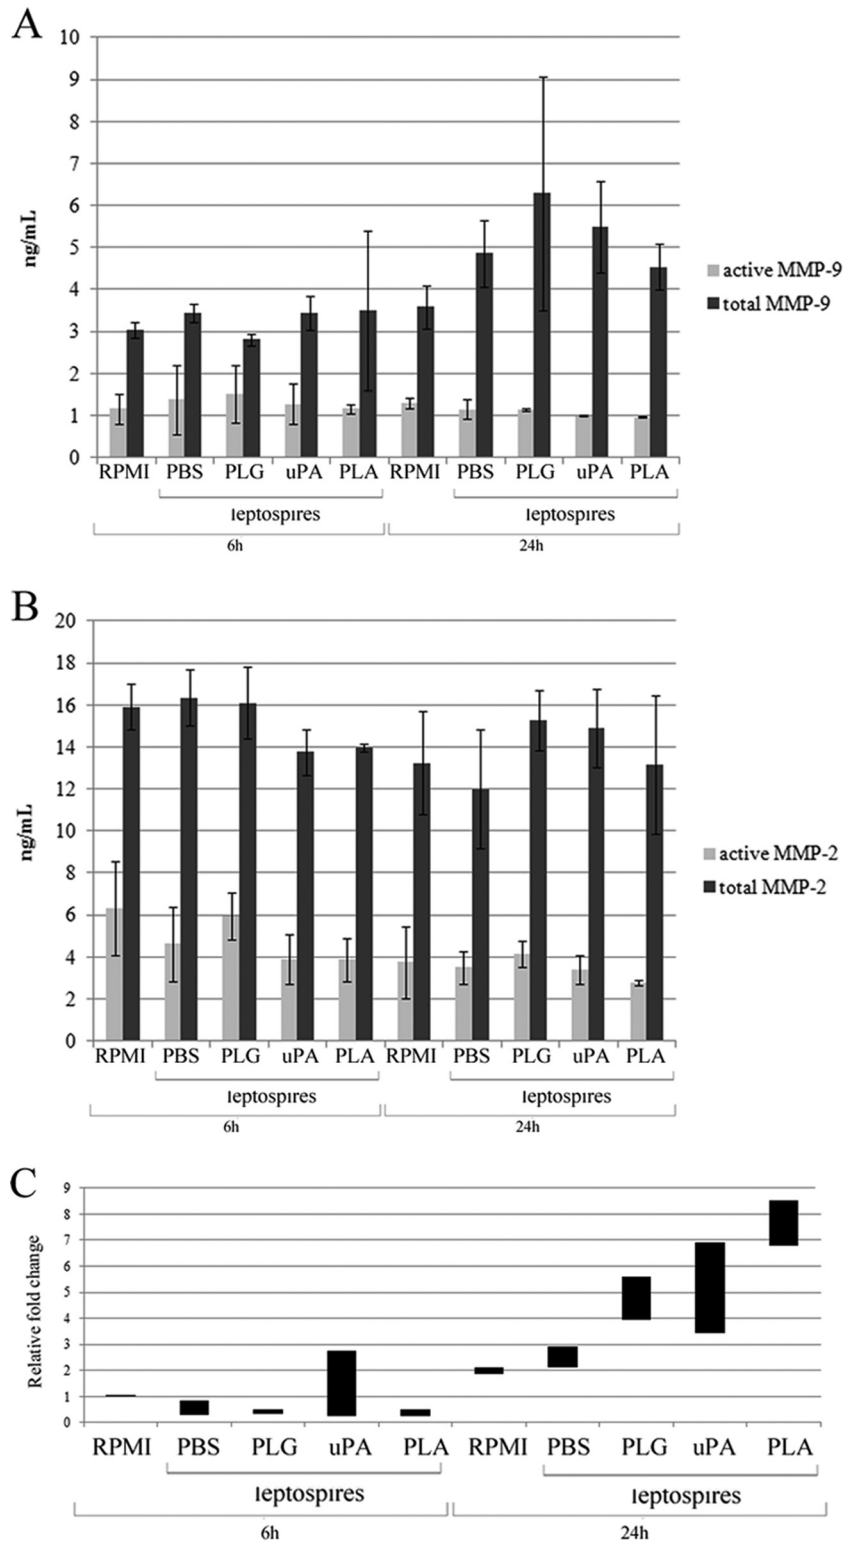 A
10
9
8
7
6
5
4
3
2
1
0
ng/mL
active MMP-9
total MMP-9
RPMI PBS PLG uPA PLA RPMI PBS PLG uPA PLA
leptospires leptospires
6h 24h
B
20
18
16
14
12
10
8
6
4
2
0
ng/mL
active MMP-2
total MMP-2
RPMI PBS PLG uPA PLA RPMI PBS PLG uPA PLA
leptospires leptospires
6h 24h
C
9
8
7
6
5
4
3
2
1
0
Relative fold change
RPMI PBS PLG uPA PLA RPMI PBS PLG uPA PLA
leptospires leptospires
6h 24h